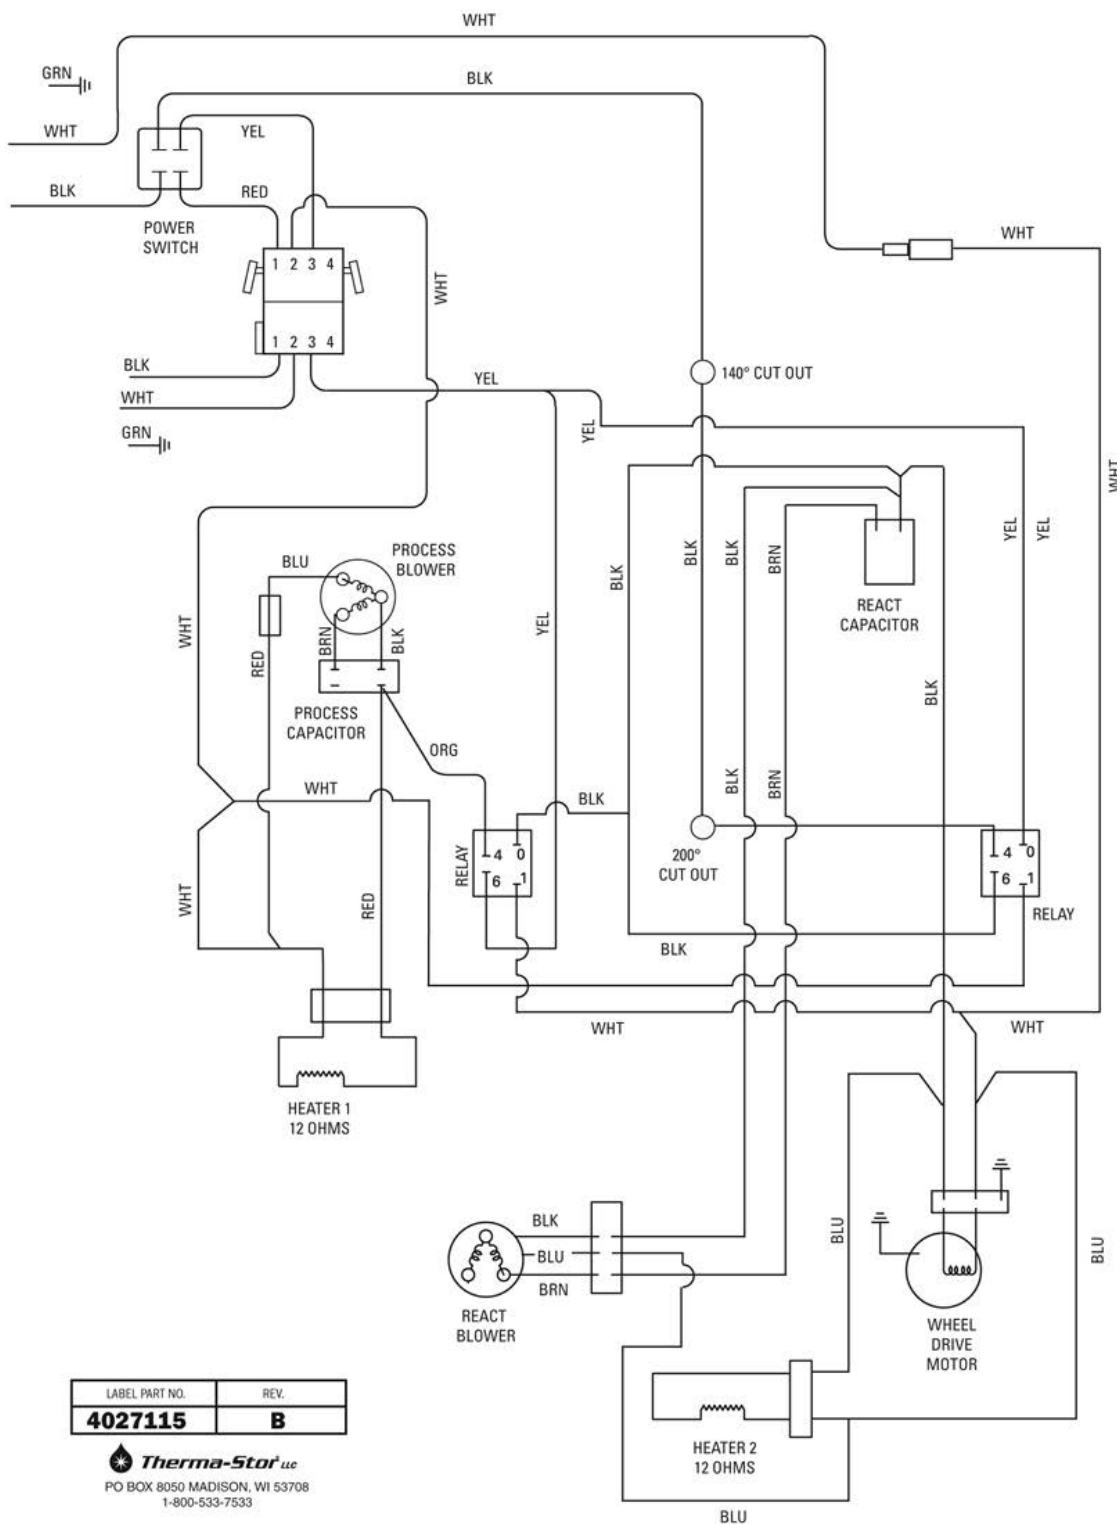 WHT
GRN
BLK
WHT
YEL
BLK
RED
POWER
SWITCH
WHT
1 2 3 4
WHT
1 2 3 4
BLK
WHT
GRN
YEL
140° CUT OUT
YEL
WHT
PROCESS
BLOWER
BLU
BRN
BLK
RED
WHT
PROCESS
CAPACITOR
ORG
YEL
BLK
BLK
BLK
BRN
REACT
CAPACITOR
YEL
YEL
BLK
WHT
BLK
BLK
BRN
RELAY
4 0
6 1
200°
CUT OUT
4 0
6 1
RELAY
WHT
RED
BLK
WHT
WHT
HEATER 1
12 OHMS
BLK
BLU
BRN
REACT
BLOWER
BLU
BLU
WHEEL
DRIVE
MOTOR
HEATER 2
12 OHMS
BLU
LABEL PART NO. REV.
4027115 B
Therma-Stor LLC
PO BOX 8050 MADISON, WI 53708
1-800-533-7533